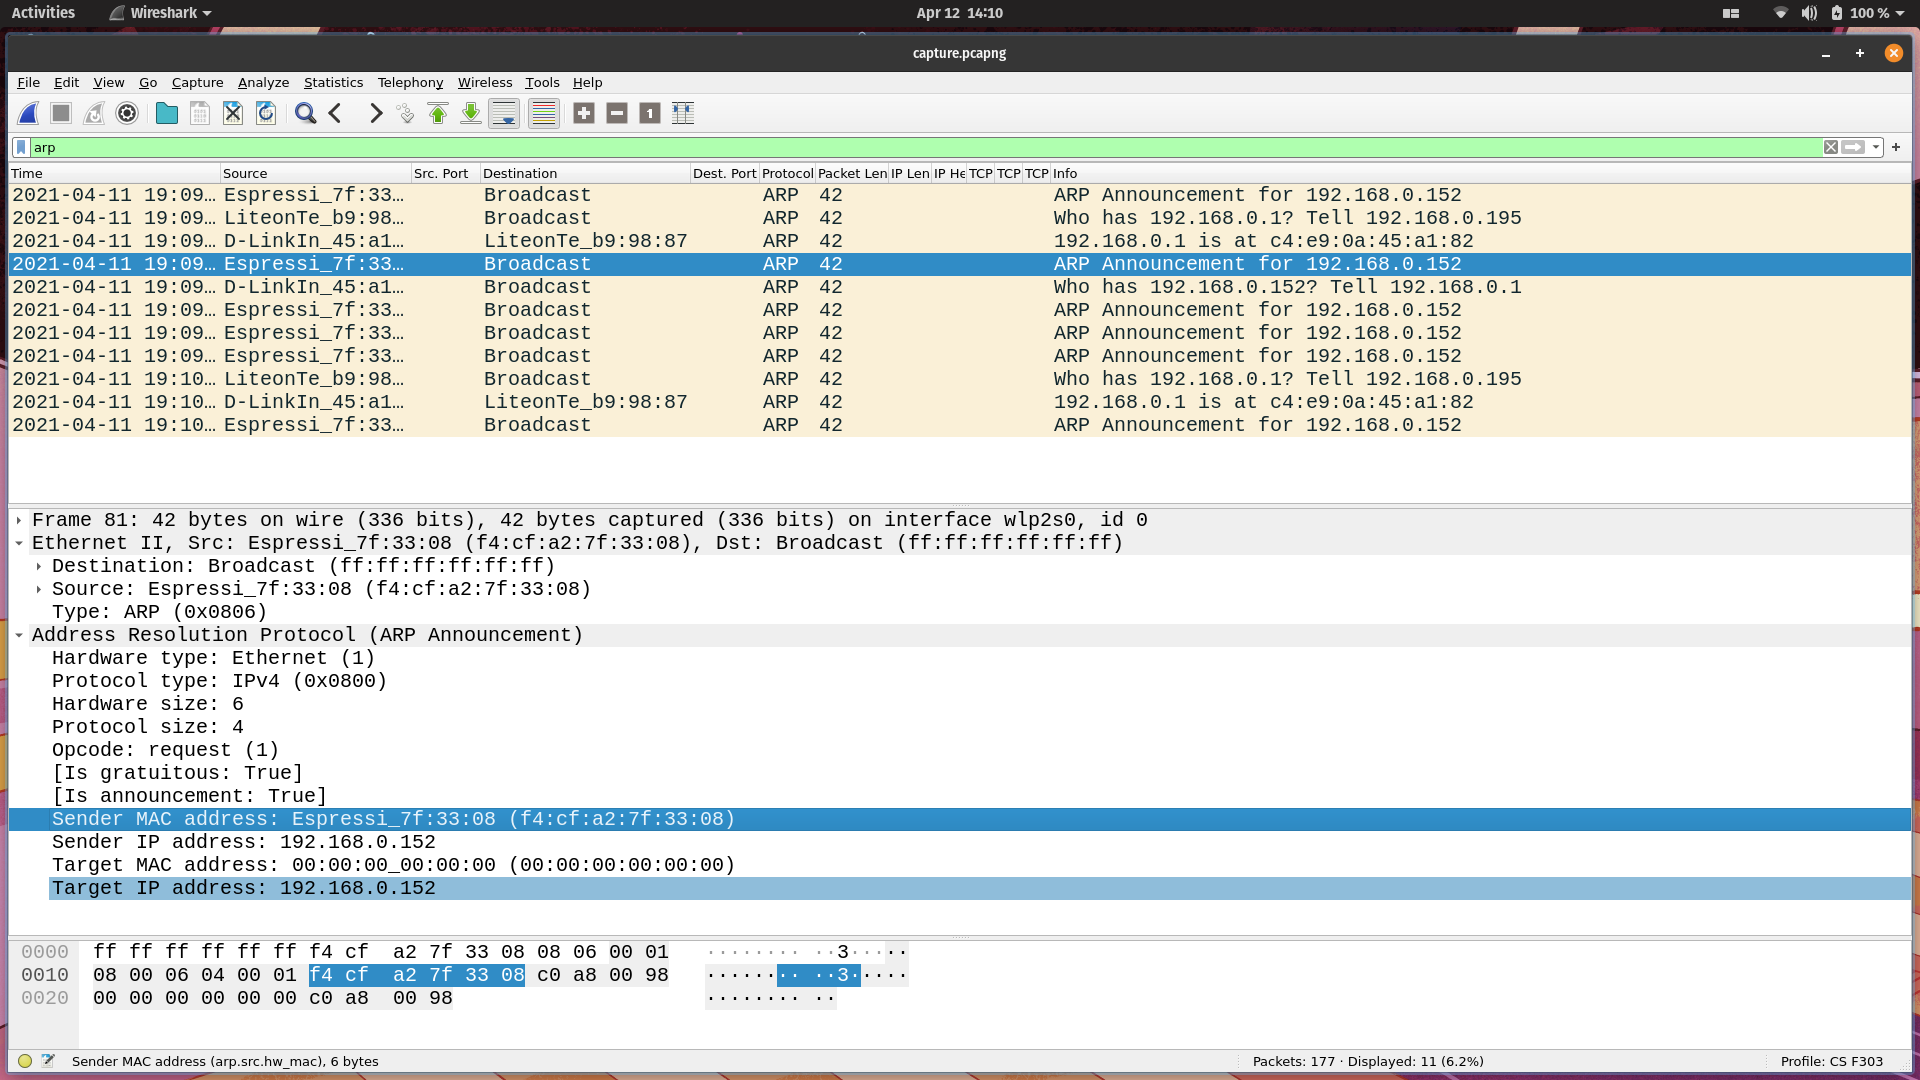 Activities Wireshark Apr 12 14:10 100 %
capture.pcapng
File Edit View Go Capture Analyze Statistics Telephony Wireless Tools Help
arp
Time Source Src. Port Destination Dest. Port Protocol Packet Len IP Len IP He TCP TCP TCP Info
2021-04-11 19:09… Espressi_7f:33… Broadcast ARP 42 ARP Announcement for 192.168.0.152
2021-04-11 19:09… LiteonTe_b9:98… Broadcast ARP 42 Who has 192.168.0.1? Tell 192.168.0.195
2021-04-11 19:09… D-LinkIn_45:a1… LiteonTe_b9:98:87 ARP 42 192.168.0.1 is at c4:e9:0a:45:a1:82
2021-04-11 19:09… Espressi_7f:33… Broadcast ARP 42 ARP Announcement for 192.168.0.152
2021-04-11 19:09… D-LinkIn_45:a1… Broadcast ARP 42 Who has 192.168.0.152? Tell 192.168.0.1
2021-04-11 19:09… Espressi_7f:33… Broadcast ARP 42 ARP Announcement for 192.168.0.152
2021-04-11 19:09… Espressi_7f:33… Broadcast ARP 42 ARP Announcement for 192.168.0.152
2021-04-11 19:09… Espressi_7f:33… Broadcast ARP 42 ARP Announcement for 192.168.0.152
2021-04-11 19:10… LiteonTe_b9:98… Broadcast ARP 42 Who has 192.168.0.1? Tell 192.168.0.195
2021-04-11 19:10… D-LinkIn_45:a1… LiteonTe_b9:98:87 ARP 42 192.168.0.1 is at c4:e9:0a:45:a1:82
2021-04-11 19:10… Espressi_7f:33… Broadcast ARP 42 ARP Announcement for 192.168.0.152
Frame 81: 42 bytes on wire (336 bits), 42 bytes captured (336 bits) on interface wlp2s0, id 0
Ethernet II, Src: Espressi_7f:33:08 (f4:cf:a2:7f:33:08), Dst: Broadcast (ff:ff:ff:ff:ff:ff)
Destination: Broadcast (ff:ff:ff:ff:ff:ff)
Source: Espressi_7f:33:08 (f4:cf:a2:7f:33:08)
Type: ARP (0x0806)
Address Resolution Protocol (ARP Announcement)
Hardware type: Ethernet (1)
Protocol type: IPv4 (0x0800)
Hardware size: 6
Protocol size: 4
Opcode: request (1)
[Is gratuitous: True]
[Is announcement: True]
Sender MAC address: Espressi_7f:33:08 (f4:cf:a2:7f:33:08)
Sender IP address: 192.168.0.152
Target MAC address: 00:00:00_00:00:00 (00:00:00:00:00:00)
Target IP address: 192.168.0.152
0000 ff ff ff ff ff ff f4 cf a2 7f 33 08 08 06 00 01 ········ ··3·····
0010 08 00 06 04 00 01 f4 cf a2 7f 33 08 c0 a8 00 98 ········ ··3·····
0020 00 00 00 00 00 00 c0 a8 00 98 ········ ··
Sender MAC address (arp.src.hw_mac), 6 bytes Packets: 177 · Displayed: 11 (6.2%) Profile: CS F303